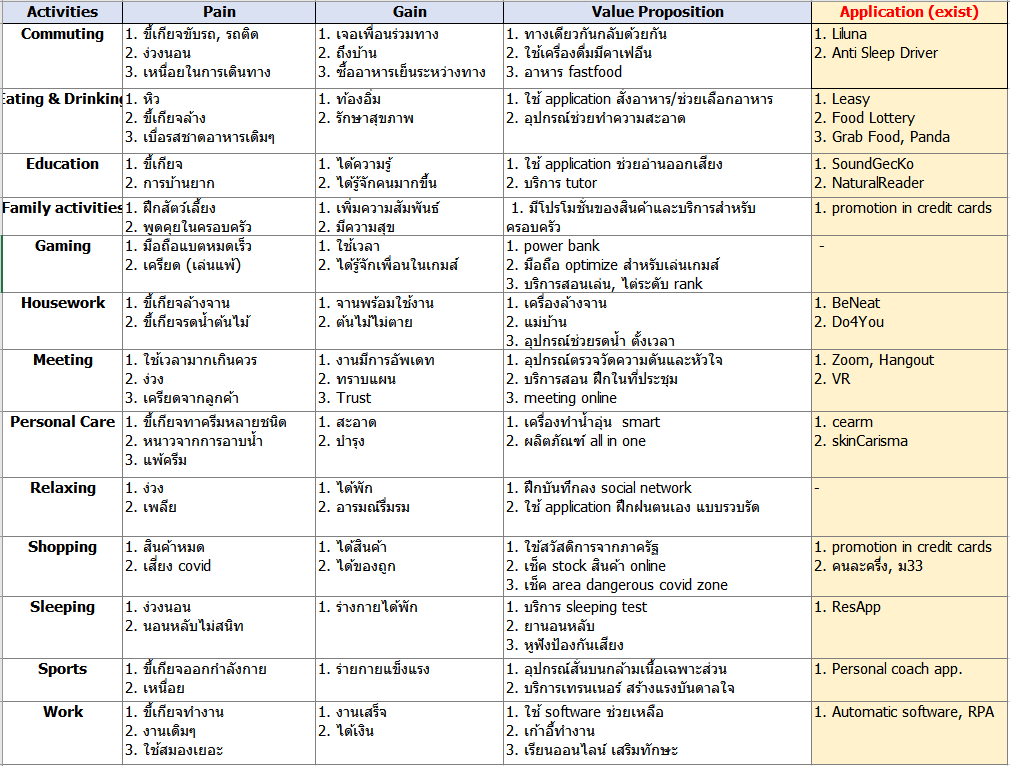 Activities Pain Gain Value Proposition Application (exist)
Commuting
1. ขี้เกียจขับรถ, รถติด
2. ง่วงนอน
3. เหนื่อยในการเดินทาง
1. เจอเพื่อนร่วมทาง
2. ถึงบ้าน
3. ซื้ออาหารเย็นระหว่างทาง
1. ทางเดียวกันกลับด้วยกัน
2. ใช้เครื่องดื่มมีคาเฟอีน
3. อาหาร fastfood
1. Liluna
2. Anti Sleep Driver
Eating & Drinking
1. หิว
2. ขี้เกียจล้าง
3. เบื่อรสชาดอาหารเดิมๆ
1. ท้องอิ่ม
2. รักษาสุขภาพ
1. ใช้ application สั่งอาหาร/ช่วยเลือกอาหาร
2. อุปกรณ์ช่วยทำความสะอาด
1. Leasy
2. Food Lottery
3. Grab Food, Panda
Education
1. ขี้เกียจ
2. การบ้านยาก
1. ได้ความรู้
2. ได้รู้จักคนมากขึ้น
1. ใช้ application ช่วยอ่านออกเสียง
2. บริการ tutor
1. SoundGecKo
2. NaturalReader
Family activities
1. ฝึกสัตว์เลี้ยง
2. พูดคุยในครอบครัว
1. เพิ่มความสัมพันธ์
2. มีความสุข
1. มีโปรโมชั่นของสินค้าและบริการสำหรับ
ครอบครัว
1. promotion in credit cards
Gaming
1. มือถือแบตหมดเร็ว
2. เครียด (เล่นแพ้)
1. ใช้เวลา
2. ได้รู้จักเพื่อนในเกมส์
1. power bank
2. มือถือ optimize สำหรับเล่นเกมส์
3. บริการสอนเล่น, ไต่ระดับ rank
-
Housework
1. ขี้เกียจล้างจาน
2. ขี้เกียจรดน้ำต้นไม้
1. จานพร้อมใช้งาน
2. ต้นไม้ไม่ตาย
1. เครื่องล้างจาน
2. แม่บ้าน
3. อุปกรณ์ช่วยรดน้ำ ตั้งเวลา
1. BeNeat
2. Do4You
Meeting
1. ใช้เวลามากเกินควร
2. ง่วง
3. เครียดจากลูกค้า
1. งานมีการอัพเดท
2. ทราบแผน
3. Trust
1. อุปกรณ์ตรวจวัดความดันและหัวใจ
2. บริการสอน ฝึกในที่ประชุม
3. meeting online
1. Zoom, Hangout
2. VR
Personal Care
1. ขี้เกียจทาครีมหลายชนิด
2. หนาวจากการอาบน้ำ
3. แพ้ครีม
1. สะอาด
2. บำรุง
1. เครื่องทำน้ำอุ่น smart
2. ผลิตภัณฑ์ all in one
1. cearm
2. skinCarisma
Relaxing
1. ง่วง
2. เพลีย
1. ได้พัก
2. อารมณ์รื่มรม
1. ฝึกบันทึกลง social network
2. ใช้ application ฝึกฝนตนเอง แบบรวบรัด
-
Shopping
1. สินค้าหมด
2. เสี่ยง covid
1. ได้สินค้า
2. ได้ของถูก
1. ใช้สวัสดิการจากภาครัฐ
2. เช็ค stock สินค้า online
3. เช็ค area dangerous covid zone
1. promotion in credit cards
2. คนละครึ่ง, ม33
Sleeping
1. ง่วงนอน
2. นอนหลับไม่สนิท
1. ร่างกายได้พัก
1. บริการ sleeping test
2. ยานอนหลับ
3. หูฟังป้องกันเสียง
1. ResApp
Sports
1. ขี้เกียจออกกำลังกาย
2. เหนื่อย
1. ร่ายกายแข็งแรง
1. อุปกรณ์สั่นบนกล้ามเนื้อเฉพาะส่วน
2. บริการเทรนเนอร์ สร้างแรงบันดาลใจ
1. Personal coach app.
Work
1. ขี้เกียจทำงาน
2. งานเดิมๆ
3. ใช้สมองเยอะ
1. งานเสร็จ
2. ได้เงิน
1. ใช้ software ช่วยเหลือ
2. เก้าอี้ทำงาน
3. เรียนออนไลน์ เสริมทักษะ
1. Automatic software, RPA